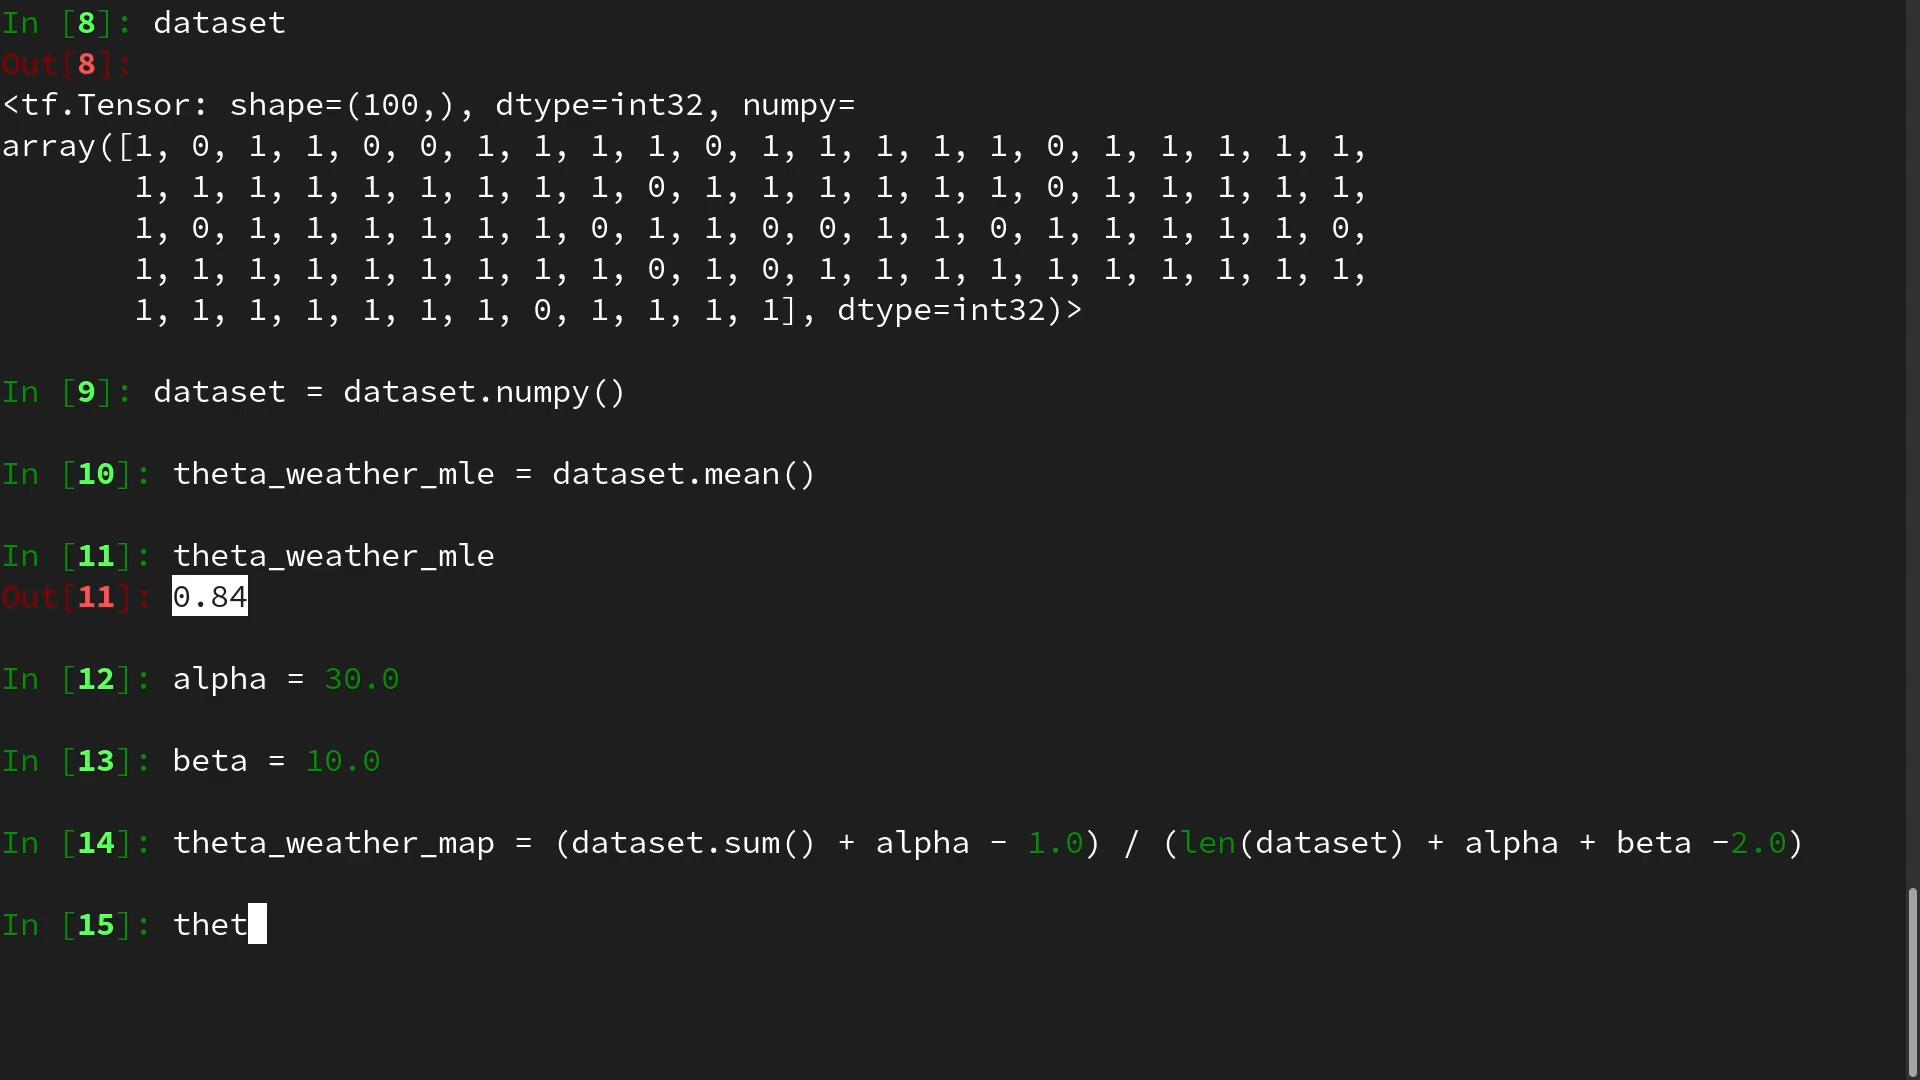 In [8]: dataset
Out[8]:
<tf.Tensor: shape=(100,), dtype=int32, numpy=
array([1, 0, 1, 1, 0, 0, 1, 1, 1, 1, 0, 1, 1, 1, 1, 1, 0, 1, 1, 1, 1, 1,
       1, 1, 1, 1, 1, 1, 1, 1, 1, 0, 1, 1, 1, 1, 1, 1, 0, 1, 1, 1, 1, 1,
       1, 0, 1, 1, 1, 1, 1, 1, 0, 1, 1, 0, 0, 1, 1, 0, 1, 1, 1, 1, 1, 0,
       1, 1, 1, 1, 1, 1, 1, 1, 1, 0, 1, 0, 1, 1, 1, 1, 1, 1, 1, 1, 1, 1,
       1, 1, 1, 1, 1, 1, 1, 0, 1, 1, 1, 1], dtype=int32)>
In [9]: dataset = dataset.numpy()
In [10]: theta_weather_mle = dataset.mean()
In [11]: theta_weather_mle
Out[11]: 0.84
In [12]: alpha = 30.0
In [13]: beta = 10.0
In [14]: theta_weather_map = (dataset.sum() + alpha - 1.0) / (len(dataset) + alpha + beta -2.0)
In [15]: thet